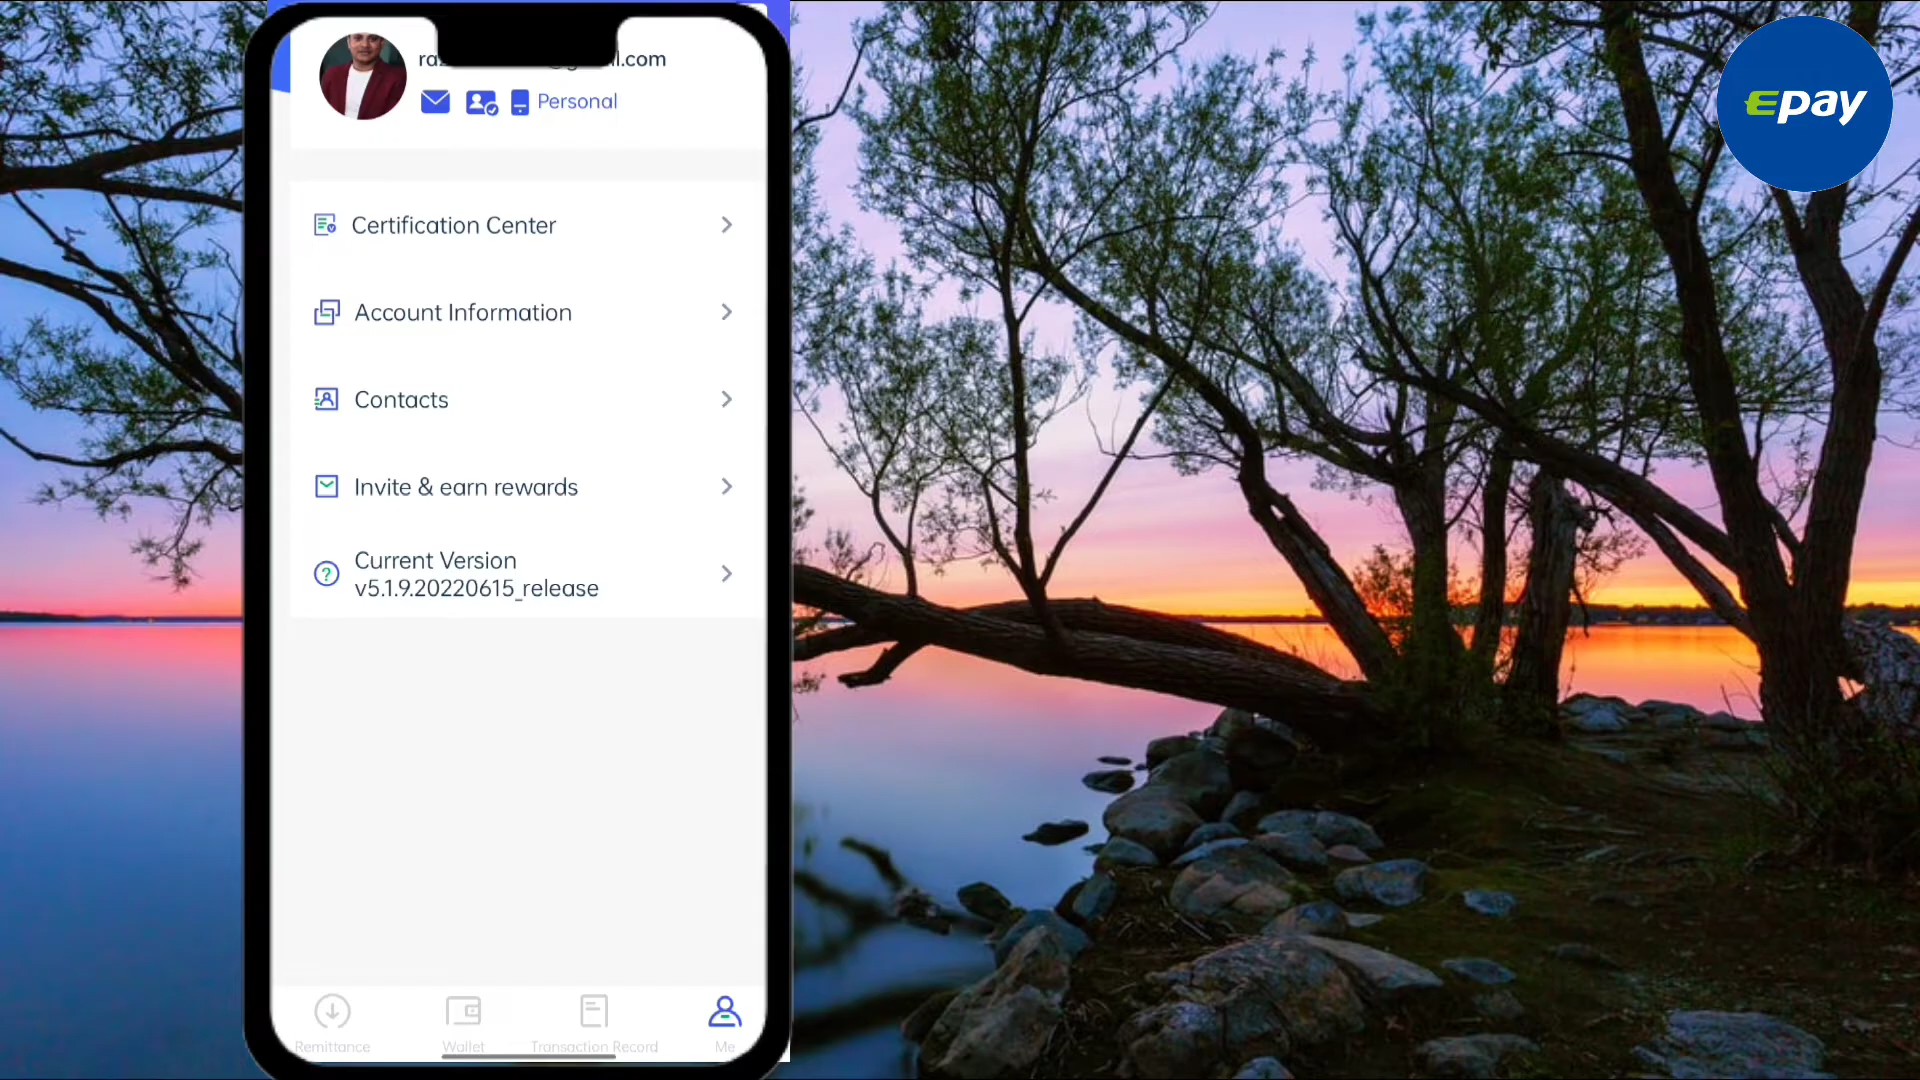 Epay
.com
Personal
Certification Center
Account Information
Contacts
Invite & earn rewards
Current Version
v5.1.9.20220615_release
Remittance
Wallet
Transaction Record
Me